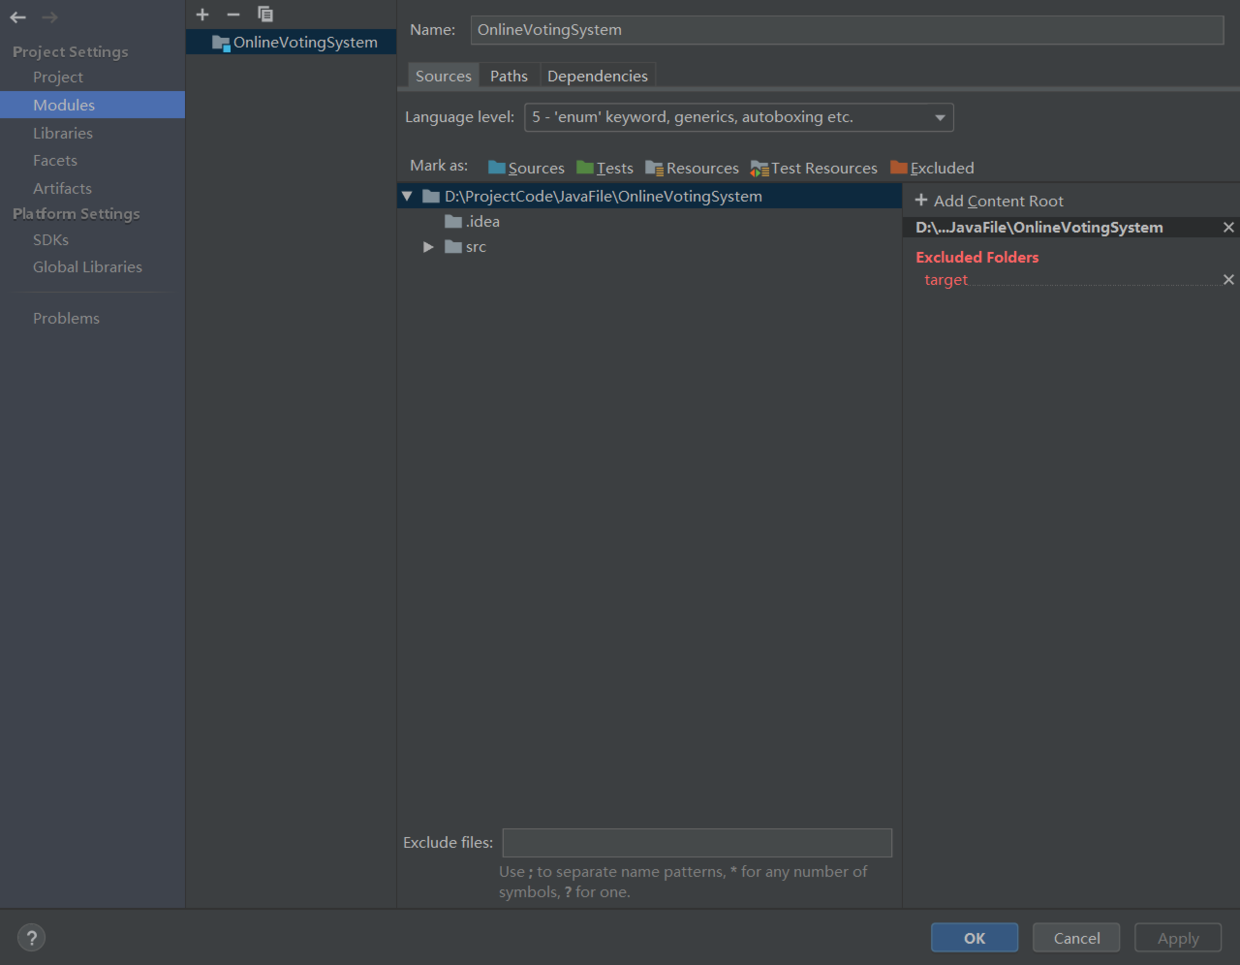 Project Settings
Project
Modules
Libraries
Facets
Artifacts
Platform Settings
SDKs
Global Libraries
Problems
OnlineVotingSystem
Name: OnlineVotingSystem
Sources Paths Dependencies
Language level: 5 - 'enum' keyword, generics, autoboxing etc.
Mark as: Sources Tests Resources Test Resources Excluded
D:\ProjectCode\JavaFile\OnlineVotingSystem
.idea
src
+ Add Content Root
D:\...JavaFile\OnlineVotingSystem
Excluded Folders
target
Exclude files:
Use ; to separate name patterns, * for any number of
symbols, ? for one.
? OK Cancel Apply